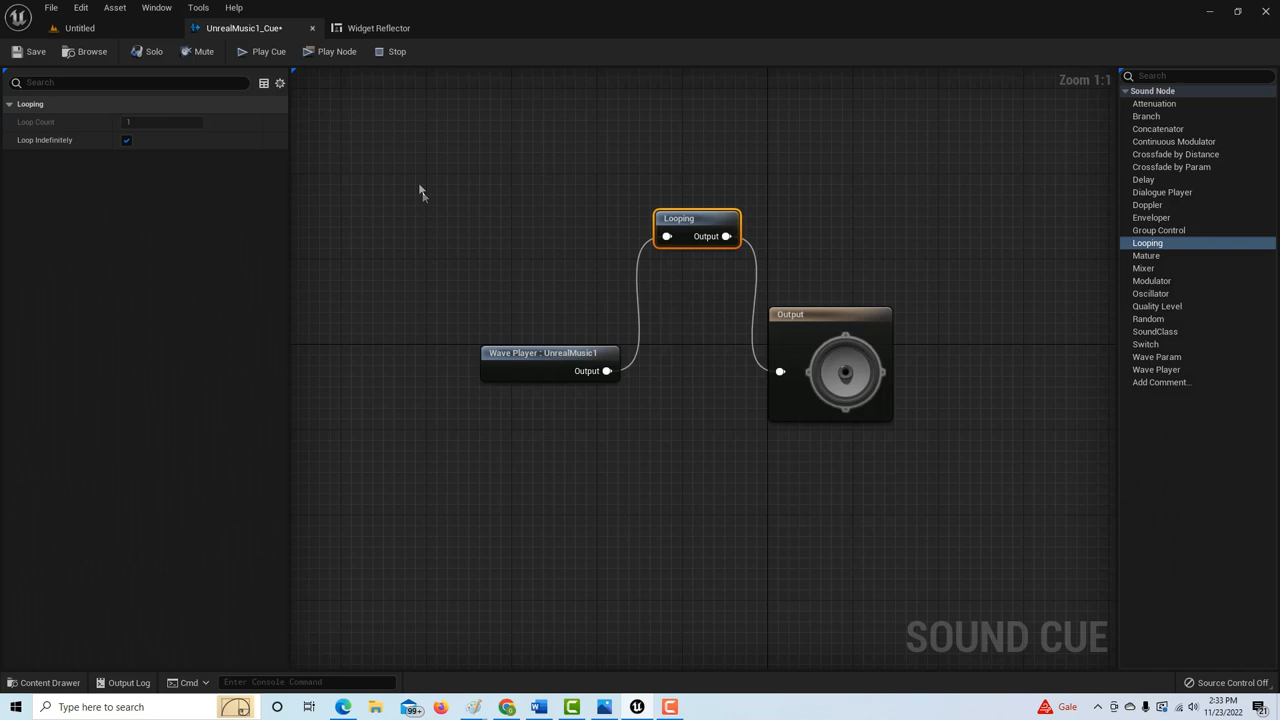 File Edit Asset Window Tools Help
Untitled
UnrealMusic1_Cue*
Widget Reflector
Save
Browse
Solo
Mute
Play Cue
Play Node
Stop
Search
Looping
Loop Count
1
Loop Indefinitely
Zoom 1:1
Looping
Output
Wave Player : UnrealMusic1
Output
Output
SOUND CUE
Search
Sound Node
Attenuation
Branch
Concatenator
Continuous Modulator
Crossfade by Distance
Crossfade by Param
Delay
Dialogue Player
Doppler
Enveloper
Group Control
Looping
Mature
Mixer
Modulator
Oscillator
Quality Level
Random
SoundClass
Switch
Wave Param
Wave Player
Add Comment...
Content Drawer
Output Log
Cmd
Enter Console Command
Source Control Off
Type here to search
99+
Gale
2:33 PM
11/23/2022